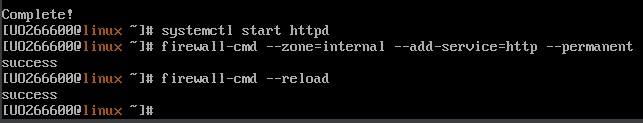 Complete!
[UO266600@linux ~]# systemctl start httpd
[UO266600@linux ~]# firewall-cmd --zone=internal --add-service=http --permanent
success
[UO266600@linux ~]# firewall-cmd --reload
success
[UO266600@linux ~]#